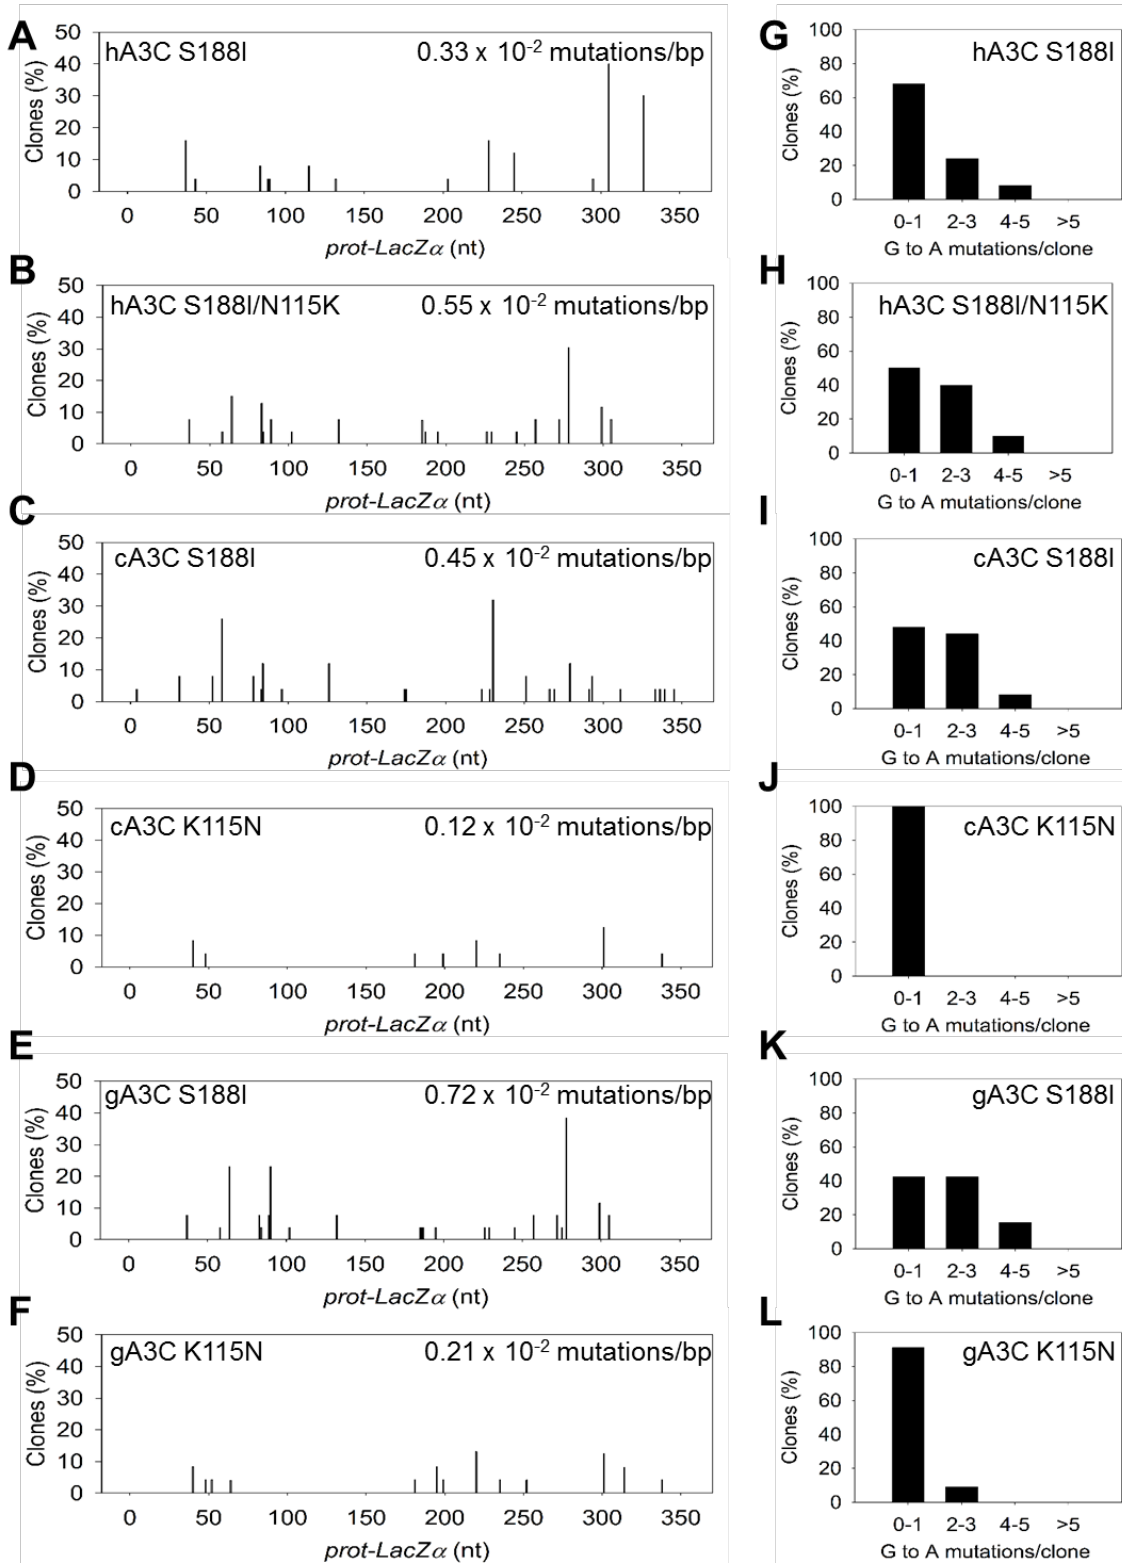 A
hA3C S188I
0.33 x 10-2 mutations/bp
50
40
30
20
10
0
Clones (%)
0 50 100 150 200 250 300 350
prot-LacZα (nt)
G
hA3C S188I
100
80
60
40
20
0
Clones (%)
0-1 2-3 4-5 >5
G to A mutations/clone
B
hA3C S188I/N115K
0.55 x 10-2 mutations/bp
50
40
30
20
10
0
Clones (%)
0 50 100 150 200 250 300 350
prot-LacZα (nt)
H
hA3C S188I/N115K
100
80
60
40
20
0
Clones (%)
0-1 2-3 4-5 >5
G to A mutations/clone
C
cA3C S188I
0.45 x 10-2 mutations/bp
50
40
30
20
10
0
Clones (%)
0 50 100 150 200 250 300 350
prot-LacZα (nt)
I
cA3C S188I
100
80
60
40
20
0
Clones (%)
0-1 2-3 4-5 >5
G to A mutations/clone
D
cA3C K115N
0.12 x 10-2 mutations/bp
50
40
30
20
10
0
Clones (%)
0 50 100 150 200 250 300 350
prot-LacZα (nt)
J
cA3C K115N
100
80
60
40
20
0
Clones (%)
0-1 2-3 4-5 >5
G to A mutations/clone
E
gA3C S188I
0.72 x 10-2 mutations/bp
50
40
30
20
10
0
Clones (%)
0 50 100 150 200 250 300 350
prot-LacZα (nt)
K
gA3C S188I
100
80
60
40
20
0
Clones (%)
0-1 2-3 4-5 >5
G to A mutations/clone
F
gA3C K115N
0.21 x 10-2 mutations/bp
50
40
30
20
10
0
Clones (%)
0 50 100 150 200 250 300 350
prot-LacZα (nt)
L
gA3C K115N
100
80
60
40
20
0
Clones (%)
0-1 2-3 4-5 >5
G to A mutations/clone